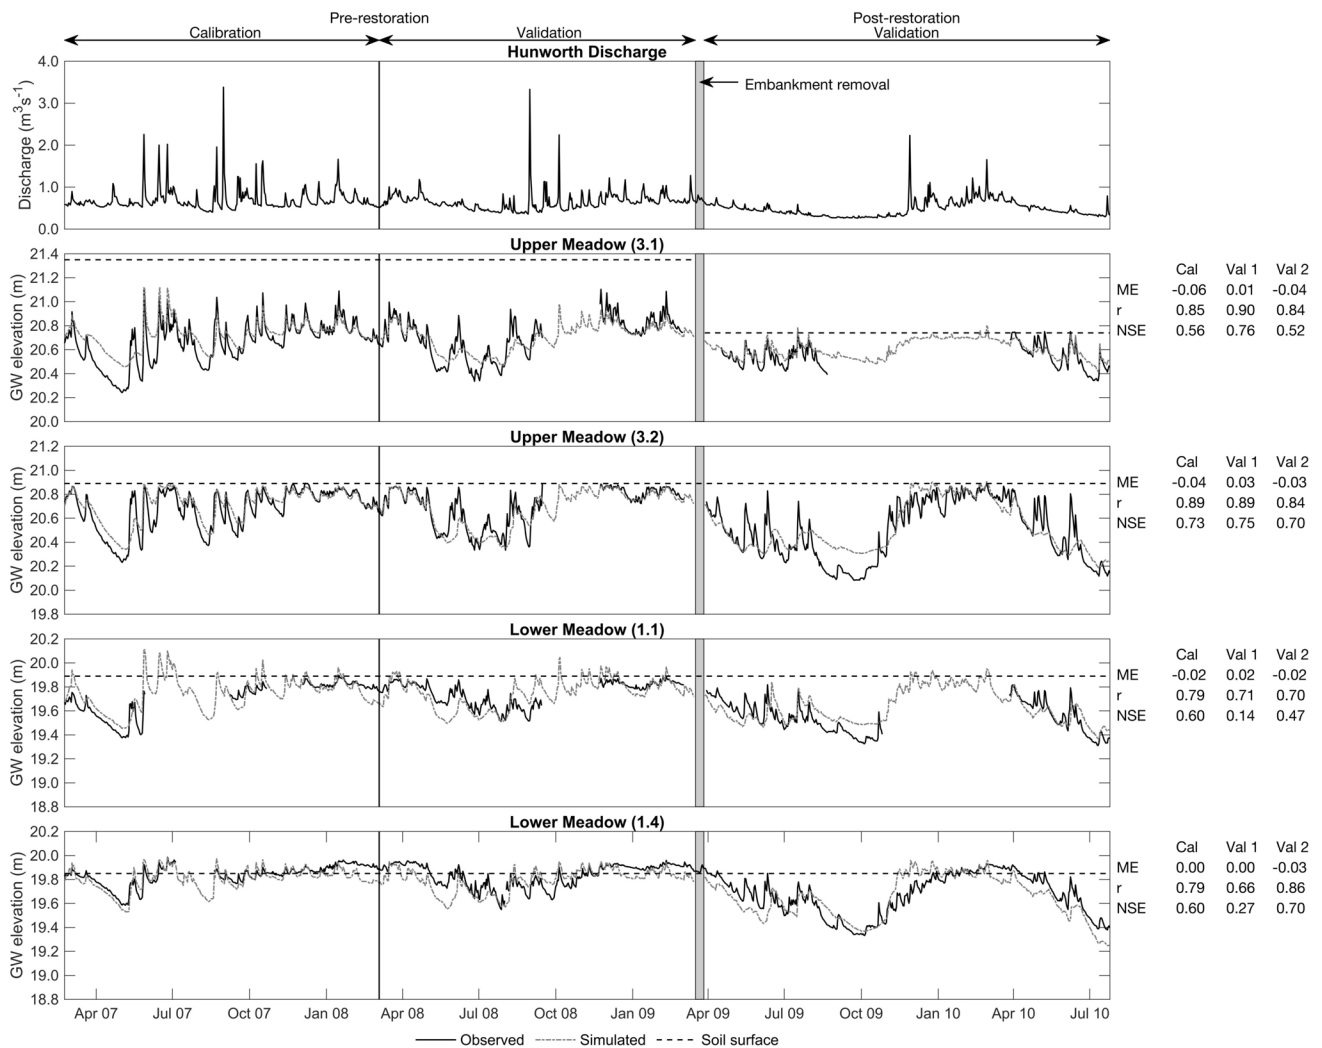 Pre-restoration
Post-restoration
Calibration
Validation
Validation
Hunworth Discharge
4.0
3.0
2.0
1.0
0.0
Discharge (m³s⁻¹)
Embankment removal
Upper Meadow (3.1)
21.4
21.2
21.0
20.8
20.6
20.4
20.2
20.0
GW elevation (m)
Cal Val 1 Val 2
ME -0.06 0.01 -0.04
r 0.85 0.90 0.84
NSE 0.56 0.76 0.52
Upper Meadow (3.2)
21.2
21.0
20.8
20.6
20.4
20.2
20.0
19.8
GW elevation (m)
Cal Val 1 Val 2
ME -0.04 0.03 -0.03
r 0.89 0.89 0.84
NSE 0.73 0.75 0.70
Lower Meadow (1.1)
20.2
20.0
19.8
19.6
19.4
19.2
19.0
18.8
GW elevation (m)
Cal Val 1 Val 2
ME -0.02 0.02 -0.02
r 0.79 0.71 0.70
NSE 0.60 0.14 0.47
Lower Meadow (1.4)
20.2
20.0
19.8
19.6
19.4
19.2
19.0
18.8
GW elevation (m)
Cal Val 1 Val 2
ME 0.00 0.00 -0.03
r 0.79 0.66 0.86
NSE 0.60 0.27 0.70
Apr 07 Jul 07 Oct 07 Jan 08 Apr 08 Jul 08 Oct 08 Jan 09 Apr 09 Jul 09 Oct 09 Jan 10 Apr 10 Jul 10
Observed Simulated Soil surface